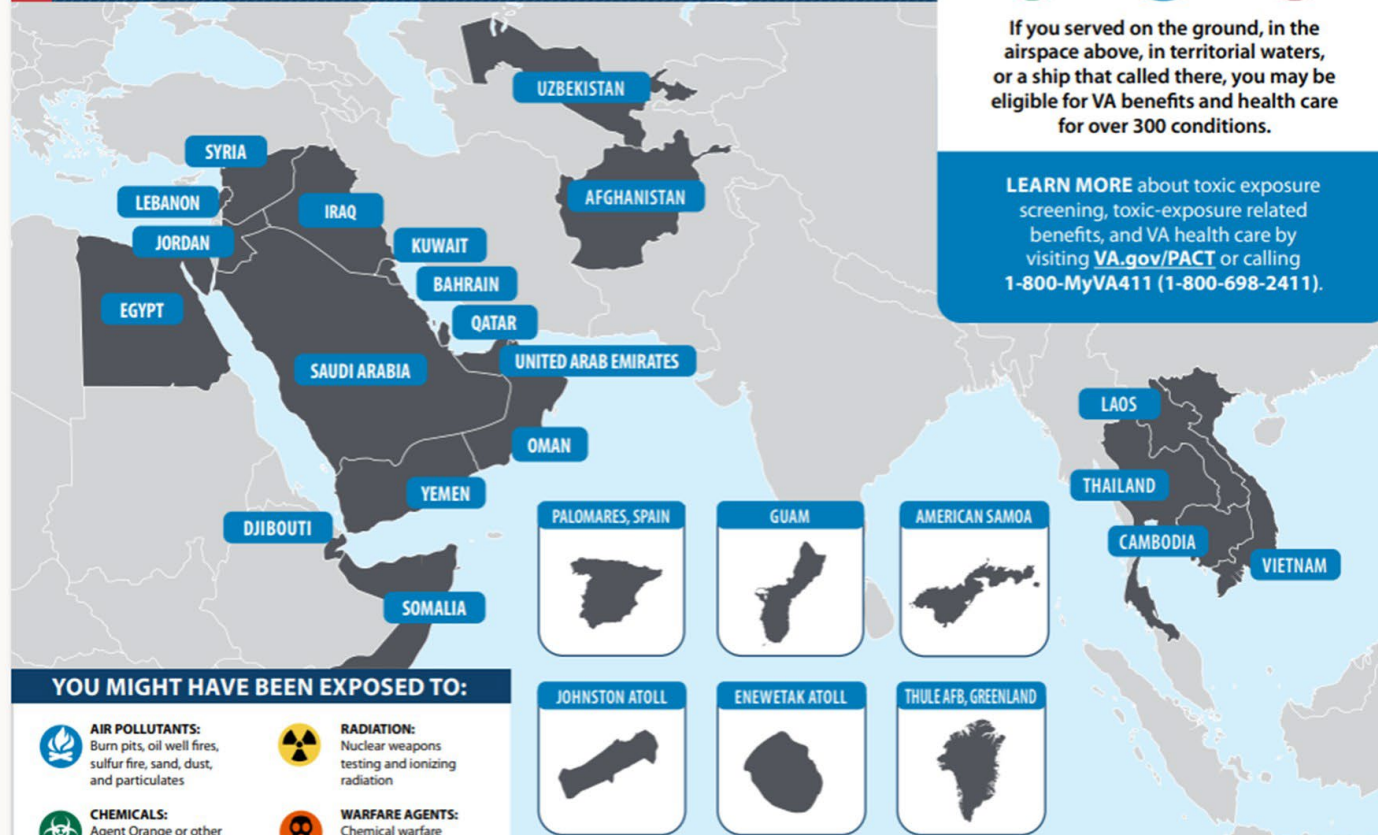 If you served on the ground, in the
airspace above, in territorial waters,
or a ship that called there, you may be
eligible for VA benefits and health care
for over 300 conditions.
LEARN MORE about toxic exposure
screening, toxic-exposure related
benefits, and VA health care by
visiting VA.gov/PACT or calling
1-800-MyVA411 (1-800-698-2411).
UZBEKISTAN
SYRIA
AFGHANISTAN
LEBANON
IRAQ
JORDAN
KUWAIT
BAHRAIN
EGYPT
QATAR
UNITED ARAB EMIRATES
SAUDI ARABIA
LAOS
OMAN
THAILAND
YEMEN
DJIBOUTI
CAMBODIA
VIETNAM
SOMALIA
PALOMARES, SPAIN
GUAM
AMERICAN SAMOA
JOHNSTON ATOLL
ENEWETAK ATOLL
THULE AFB, GREENLAND
YOU MIGHT HAVE BEEN EXPOSED TO:
AIR POLLUTANTS:
Burn pits, oil well fires,
sulfur fire, sand, dust,
and particulates
RADIATION:
Nuclear weapons
testing and ionizing
radiation
CHEMICALS:
Agent Orange or other
WARFARE AGENTS:
Chemical warfare